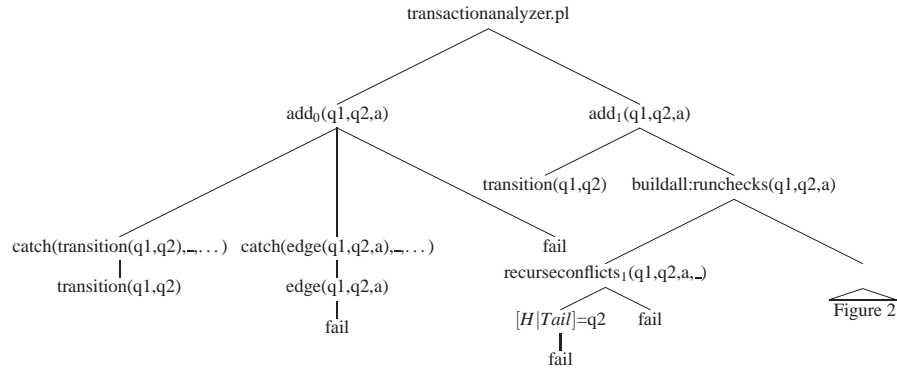 transactionanalyzer.pl
add₀(q1,q2,a) add₁(q1,q2,a)
transition(q1,q2) buildall:runchecks(q1,q2,a)
catch(transition(q1,q2),_,...) catch(edge(q1,q2,a),_,...) fail
recurseconflicts₁(q1,q2,a,_)
transition(q1,q2) edge(q1,q2,a)
Figure 2
[H|Tail]=q2 fail
fail
fail